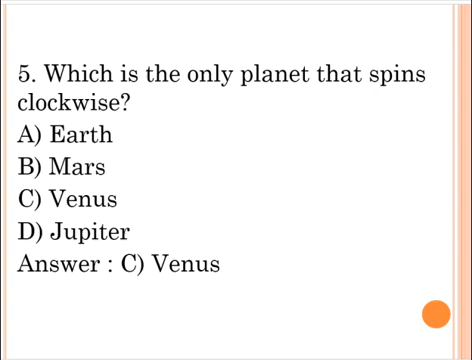 5. Which is the only planet that spins
clockwise?
A) Earth
B) Mars
C) Venus
D) Jupiter
Answer : C) Venus